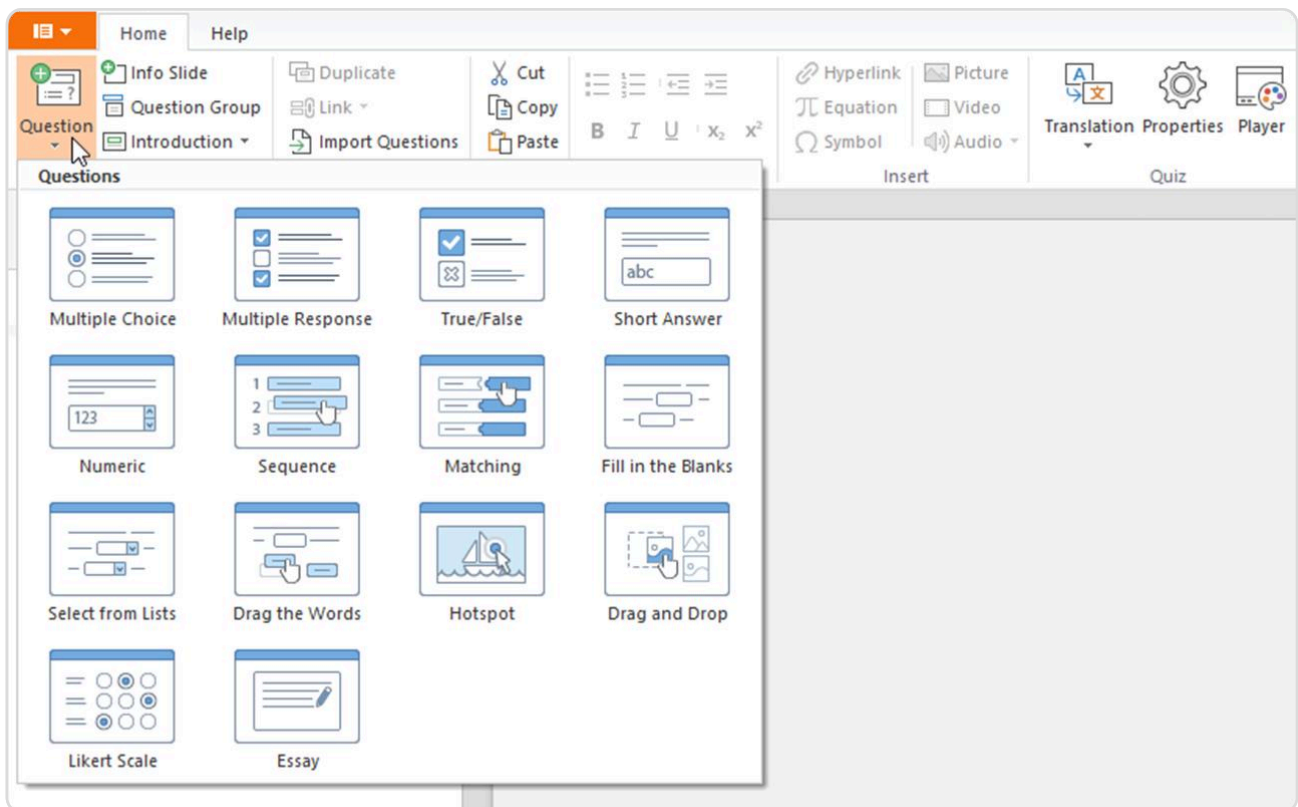 Home Help
Info Slide Duplicate Cut Hyperlink Picture
Question Group Link Copy Equation Video
Question Introduction Import Questions Paste B I U X₂ X² Symbol Audio Translation Properties Player
Insert Quiz
Questions
abc
Multiple Choice Multiple Response True/False Short Answer
123
1
2
3
Numeric Sequence Matching Fill in the Blanks
Select from Lists Drag the Words Hotspot Drag and Drop
Likert Scale Essay